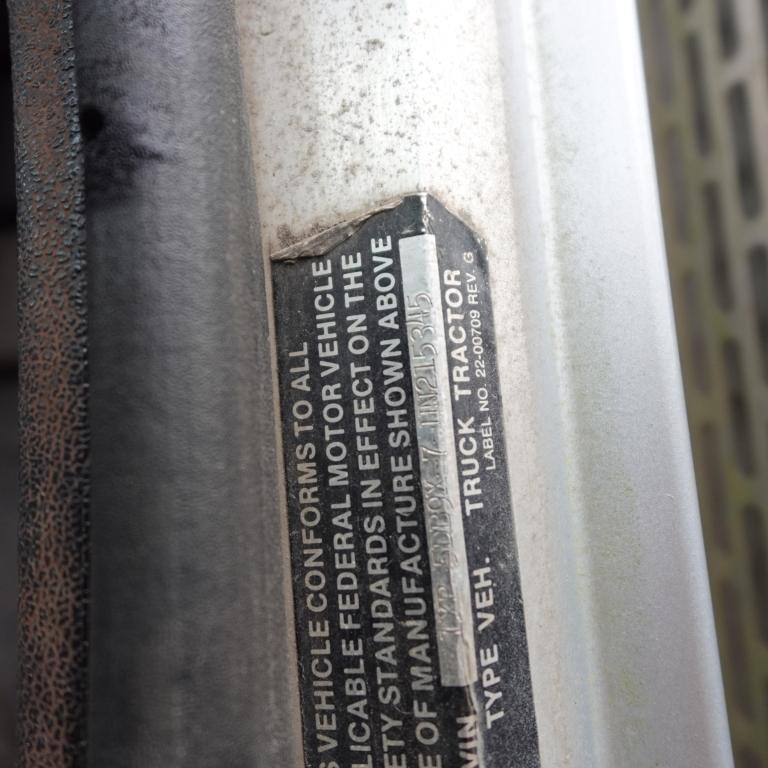 S VEHICLE CONFORMS TO ALL
LICABLE FEDERAL MOTOR VEHICLE
ETY STANDARDS IN EFFECT ON THE
E OF MANUFACTURE SHOWN ABOVE
VIN
TYPE VEH. TRUCK TRACTOR
LABEL NO. 22-00709 REV. G